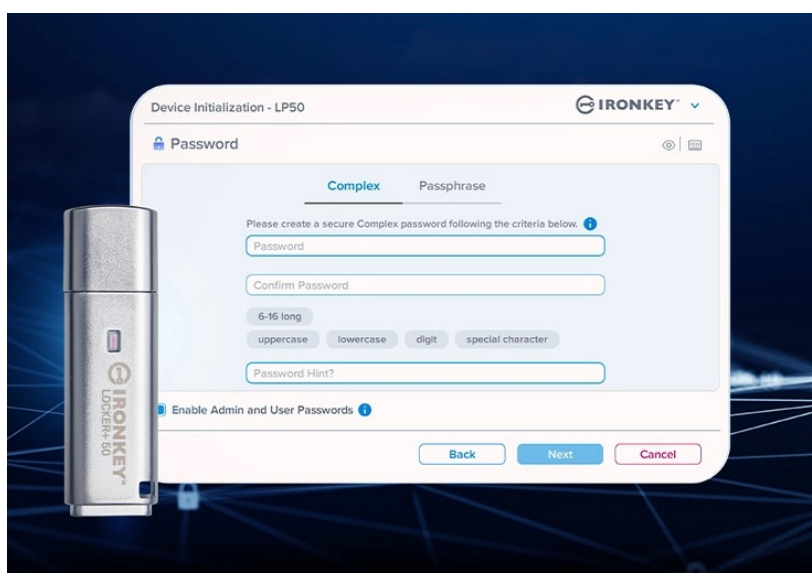 Device Initialization - LP50
IRONKEY
Password
Complex Passphrase
Please create a secure Complex password following the criteria below.
Password
Confirm Password
6-16 long
uppercase lowercase digit special character
Password Hint?
Enable Admin and User Passwords
Back Next Cancel
IRONKEY
LOCKER+ 50